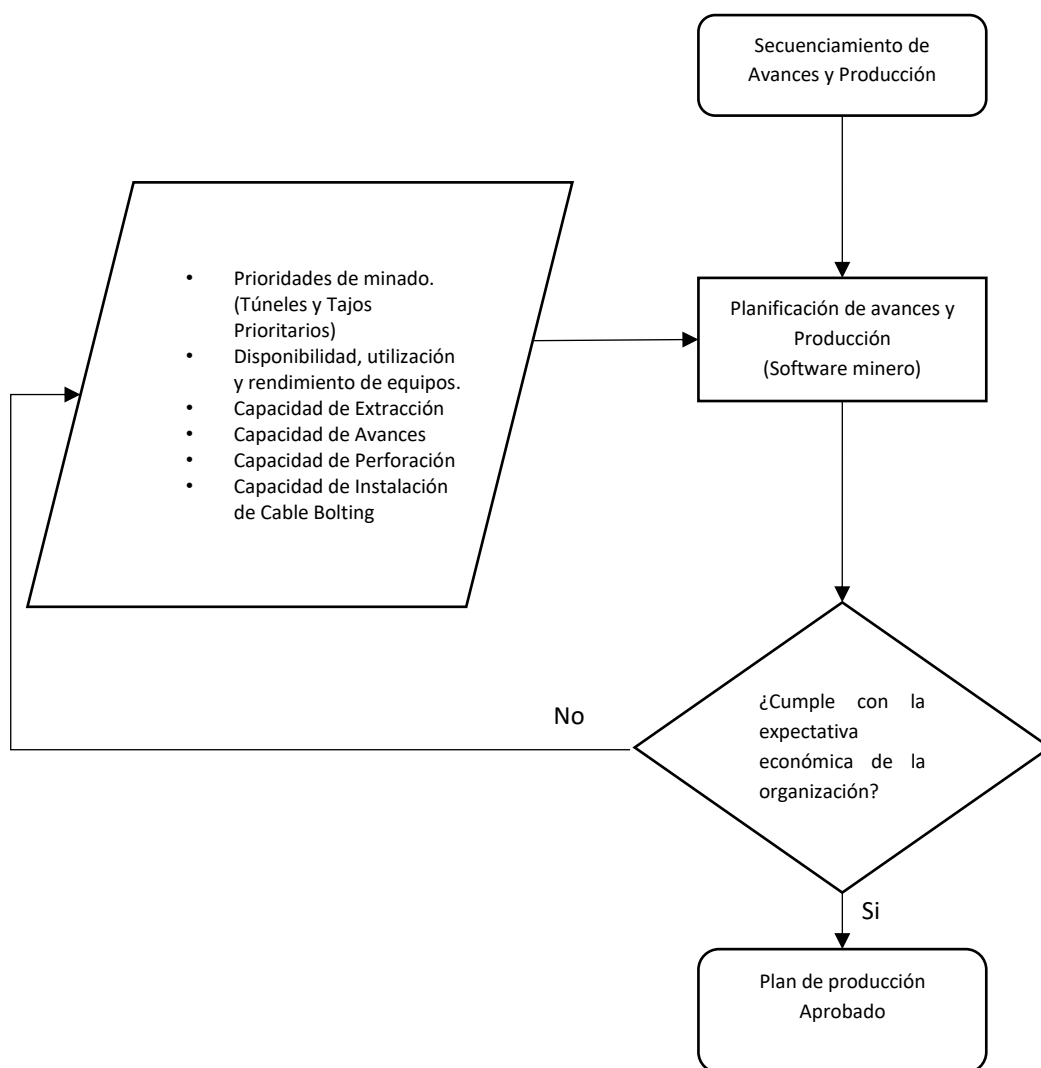 Secuenciamiento de
Avances y Producción
• Prioridades de minado.
(Túneles y Tajos
Prioritarios)
• Disponibilidad, utilización
y rendimiento de equipos.
• Capacidad de Extracción
• Capacidad de Avances
• Capacidad de Perforación
• Capacidad de Instalación
de Cable Bolting
Planificación de avances y
Producción
(Software minero)
¿Cumple con la
expectativa
económica de la
organización?
No
Si
Plan de producción
Aprobado